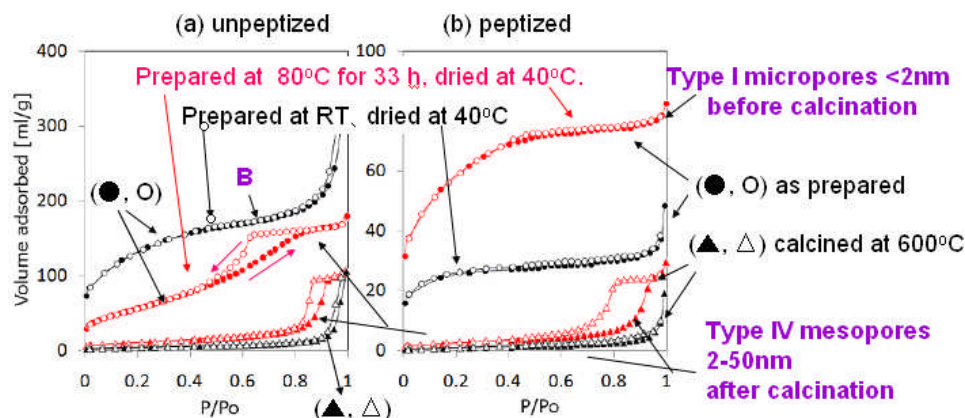 (a) unpeptized
(b) peptized
400
300
200
100
0
Volume adsorbed [ml/g]
0 0.2 0.4 0.6 0.8 1
P/Po
100
80
60
40
20
0
0 0.2 0.4 0.6 0.8 1
P/Po
Prepared at 80°C for 33 h, dried at 40°C.
Prepared at RT、dried at 40°C
B
(●, O)
(▲, △)
Type I micropores <2nm
before calcination
(●, O) as prepared
(▲, △) calcined at 600°C
Type IV mesopores
2-50nm
after calcination